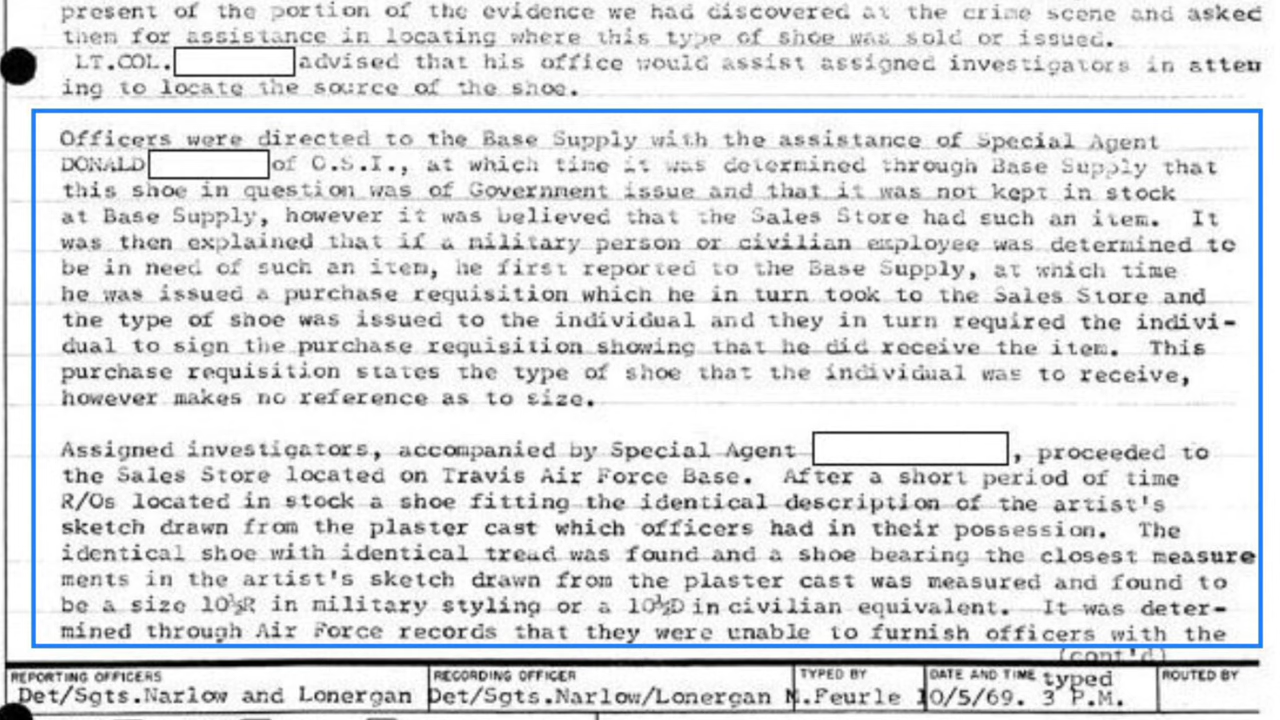 present of the portion of the evidence we had discovered at the crime scene and asked
them for assistance in locating where this type of shoe was sold or issued.
LT.COL. advised that his office would assist assigned investigators in attem
ing to locate the source of the shoe.
Officers were directed to the Base Supply with the assistance of Special Agent
DONALD of O.S.I., at which time it was determined through Base Supply that
this shoe in question was of Government issue and that it was not kept in stock
at Base Supply, however it was believed that the Sales Store had such an item. It
was then explained that if a military person or civilian employee was determined to
be in need of such an item, he first reported to the Base Supply, at which time
he was issued a purchase requisition which he in turn took to the Sales Store and
the type of shoe was issued to the individual and they in turn required the indivi-
dual to sign the purchase requisition showing that he did receive the item. This
purchase requisition states the type of shoe that the individual was to receive,
however makes no reference as to size.
Assigned investigators, accompanied by Special Agent , proceeded to
the Sales Store located on Travis Air Force Base. After a short period of time
R/Os located in stock a shoe fitting the identical description of the artist's
sketch drawn from the plaster cast which officers had in their possession. The
identical shoe with identical tread was found and a shoe bearing the closest measure
ments in the artist's sketch drawn from the plaster cast was measured and found to
be a size 10½R in military styling or a 10½D in civilian equivalent. It was deter-
mined through Air Force records that they were unable to furnish officers with the
(cont'd)
REPORTING OFFICERS RECORDING OFFICER TYPED BY DATE AND TIME typed ROUTED BY
Det/Sgts.Narlow and Lonergan Det/Sgts.Narlow/Lonergan N.Feurle 10/5/69. 3 P.M.